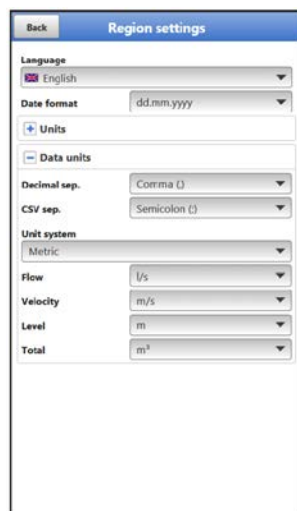 Back Region settings
Language
English
Date format dd.mm.yyyy
Units
Data units
Decimal sep. Comma (,)
CSV sep. Semicolon (;)
Unit system
Metric
Flow l/s
Velocity m/s
Level m
Total m³